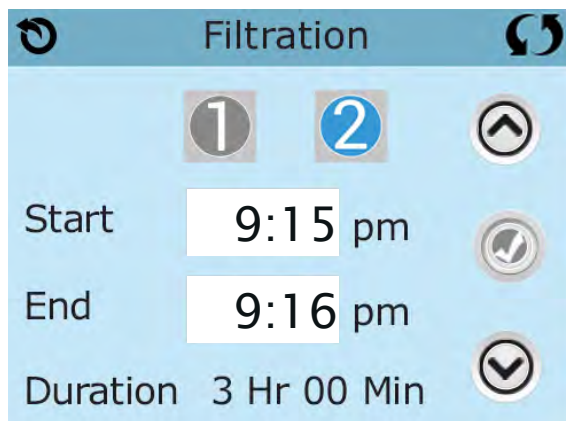 Filtration
1 2
Start 9:15 pm
End 9:16 pm
Duration 3 Hr 00 Min